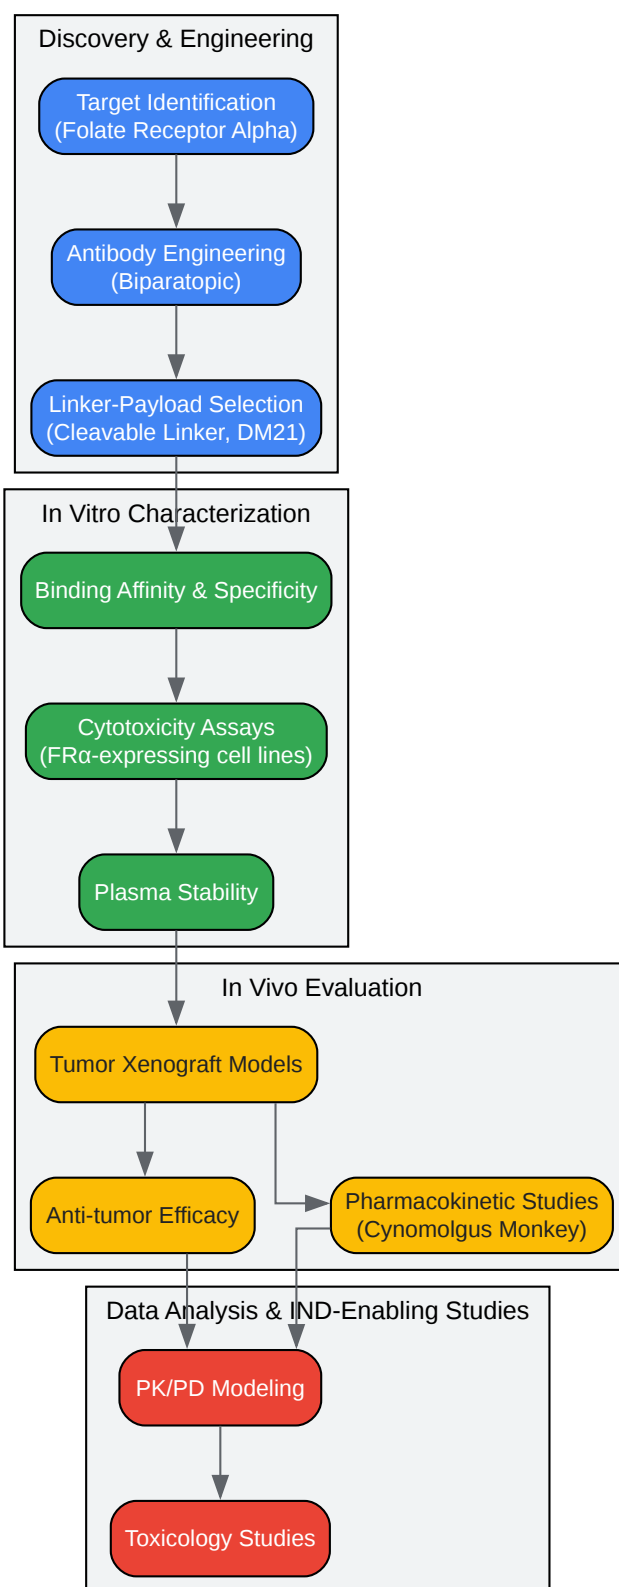 Discovery & Engineering
Target Identification
(Folate Receptor Alpha)
Antibody Engineering
(Biparatopic)
Linker-Payload Selection
(Cleavable Linker, DM21)
In Vitro Characterization
Binding Affinity & Specificity
Cytotoxicity Assays
(FRα-expressing cell lines)
Plasma Stability
In Vivo Evaluation
Tumor Xenograft Models
Anti-tumor Efficacy
Pharmacokinetic Studies
(Cynomolgus Monkey)
Data Analysis & IND-Enabling Studies
PK/PD Modeling
Toxicology Studies